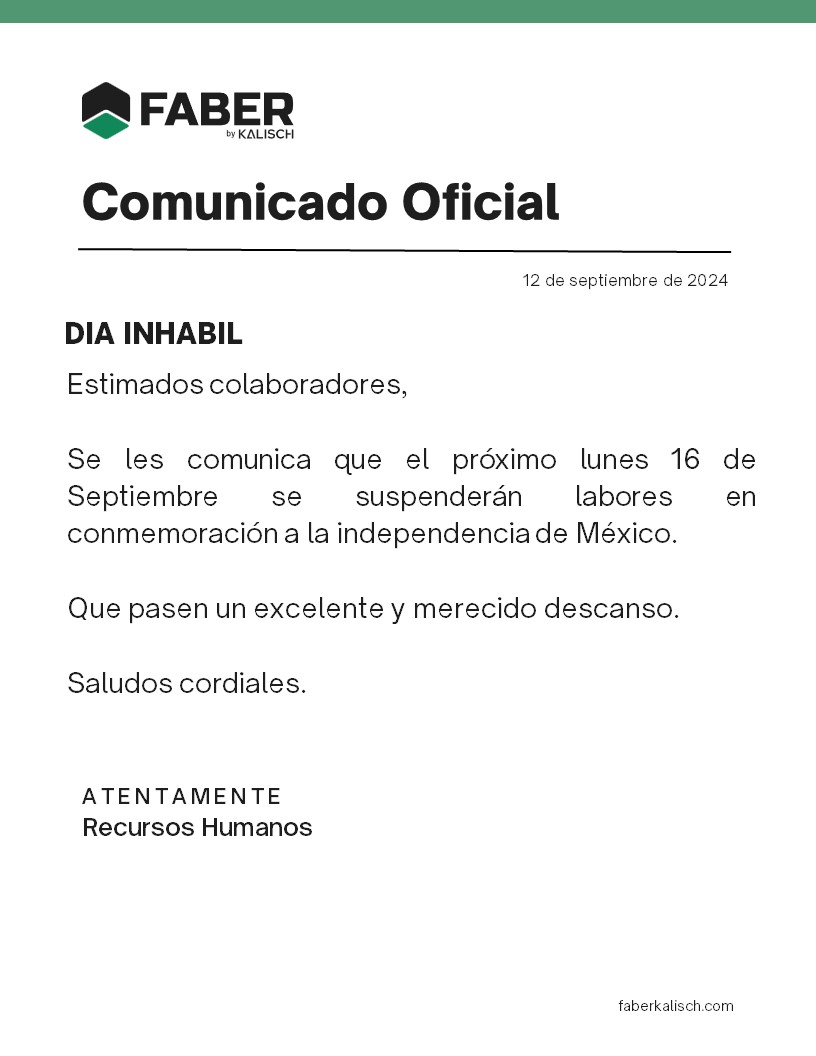 FABER
by KALISCH
Comunicado Oficial
12 de septiembre de 2024
DIA INHABIL
Estimados colaboradores,
Se les comunica que el próximo lunes 16 de
Septiembre se suspenderán labores en
conmemoración a la independencia de México.
Que pasen un excelente y merecido descanso.
Saludos cordiales.
ATENTAMENTE
Recursos Humanos
faberkalisch.com